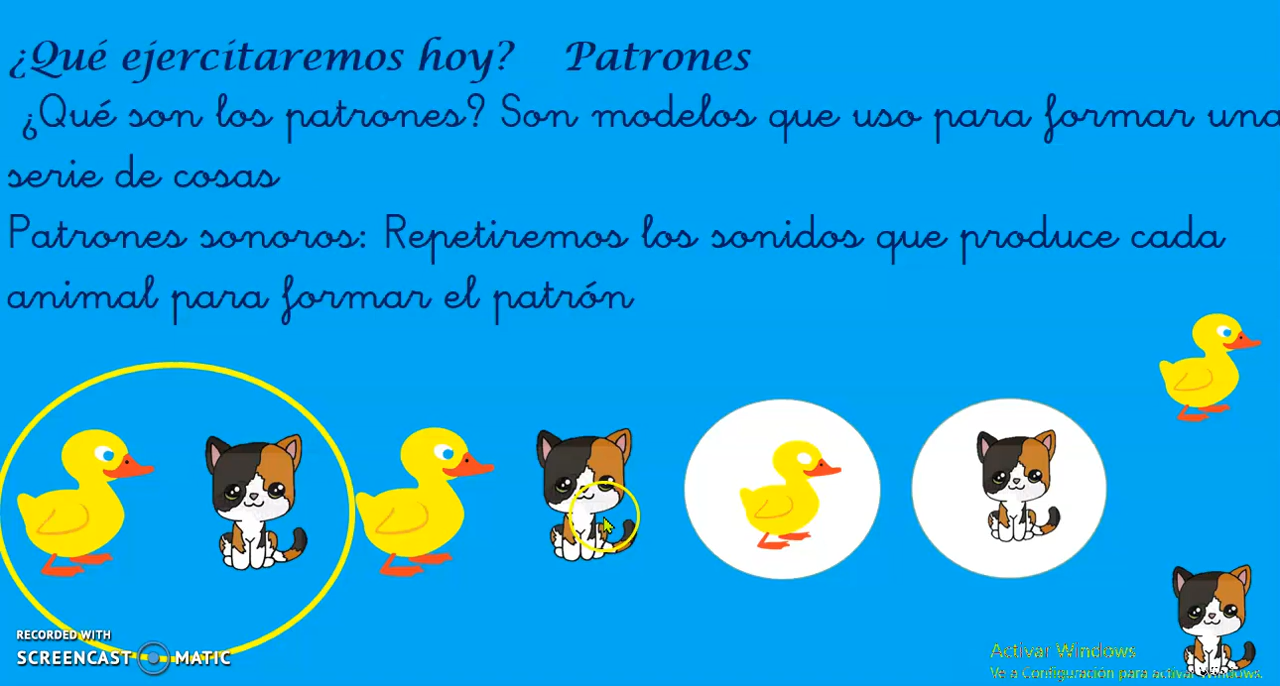 ¿Qué ejercitaremos hoy? Patrones
¿Qué son los patrones? Son modelos que uso para formar una
serie de cosas
Patrones sonoros: Repetiremos los sonidos que produce cada
animal para formar el patrón
RECORDED WITH
SCREENCAST MATIC
Activar Windows
Ve a Configuración para activar Windows.